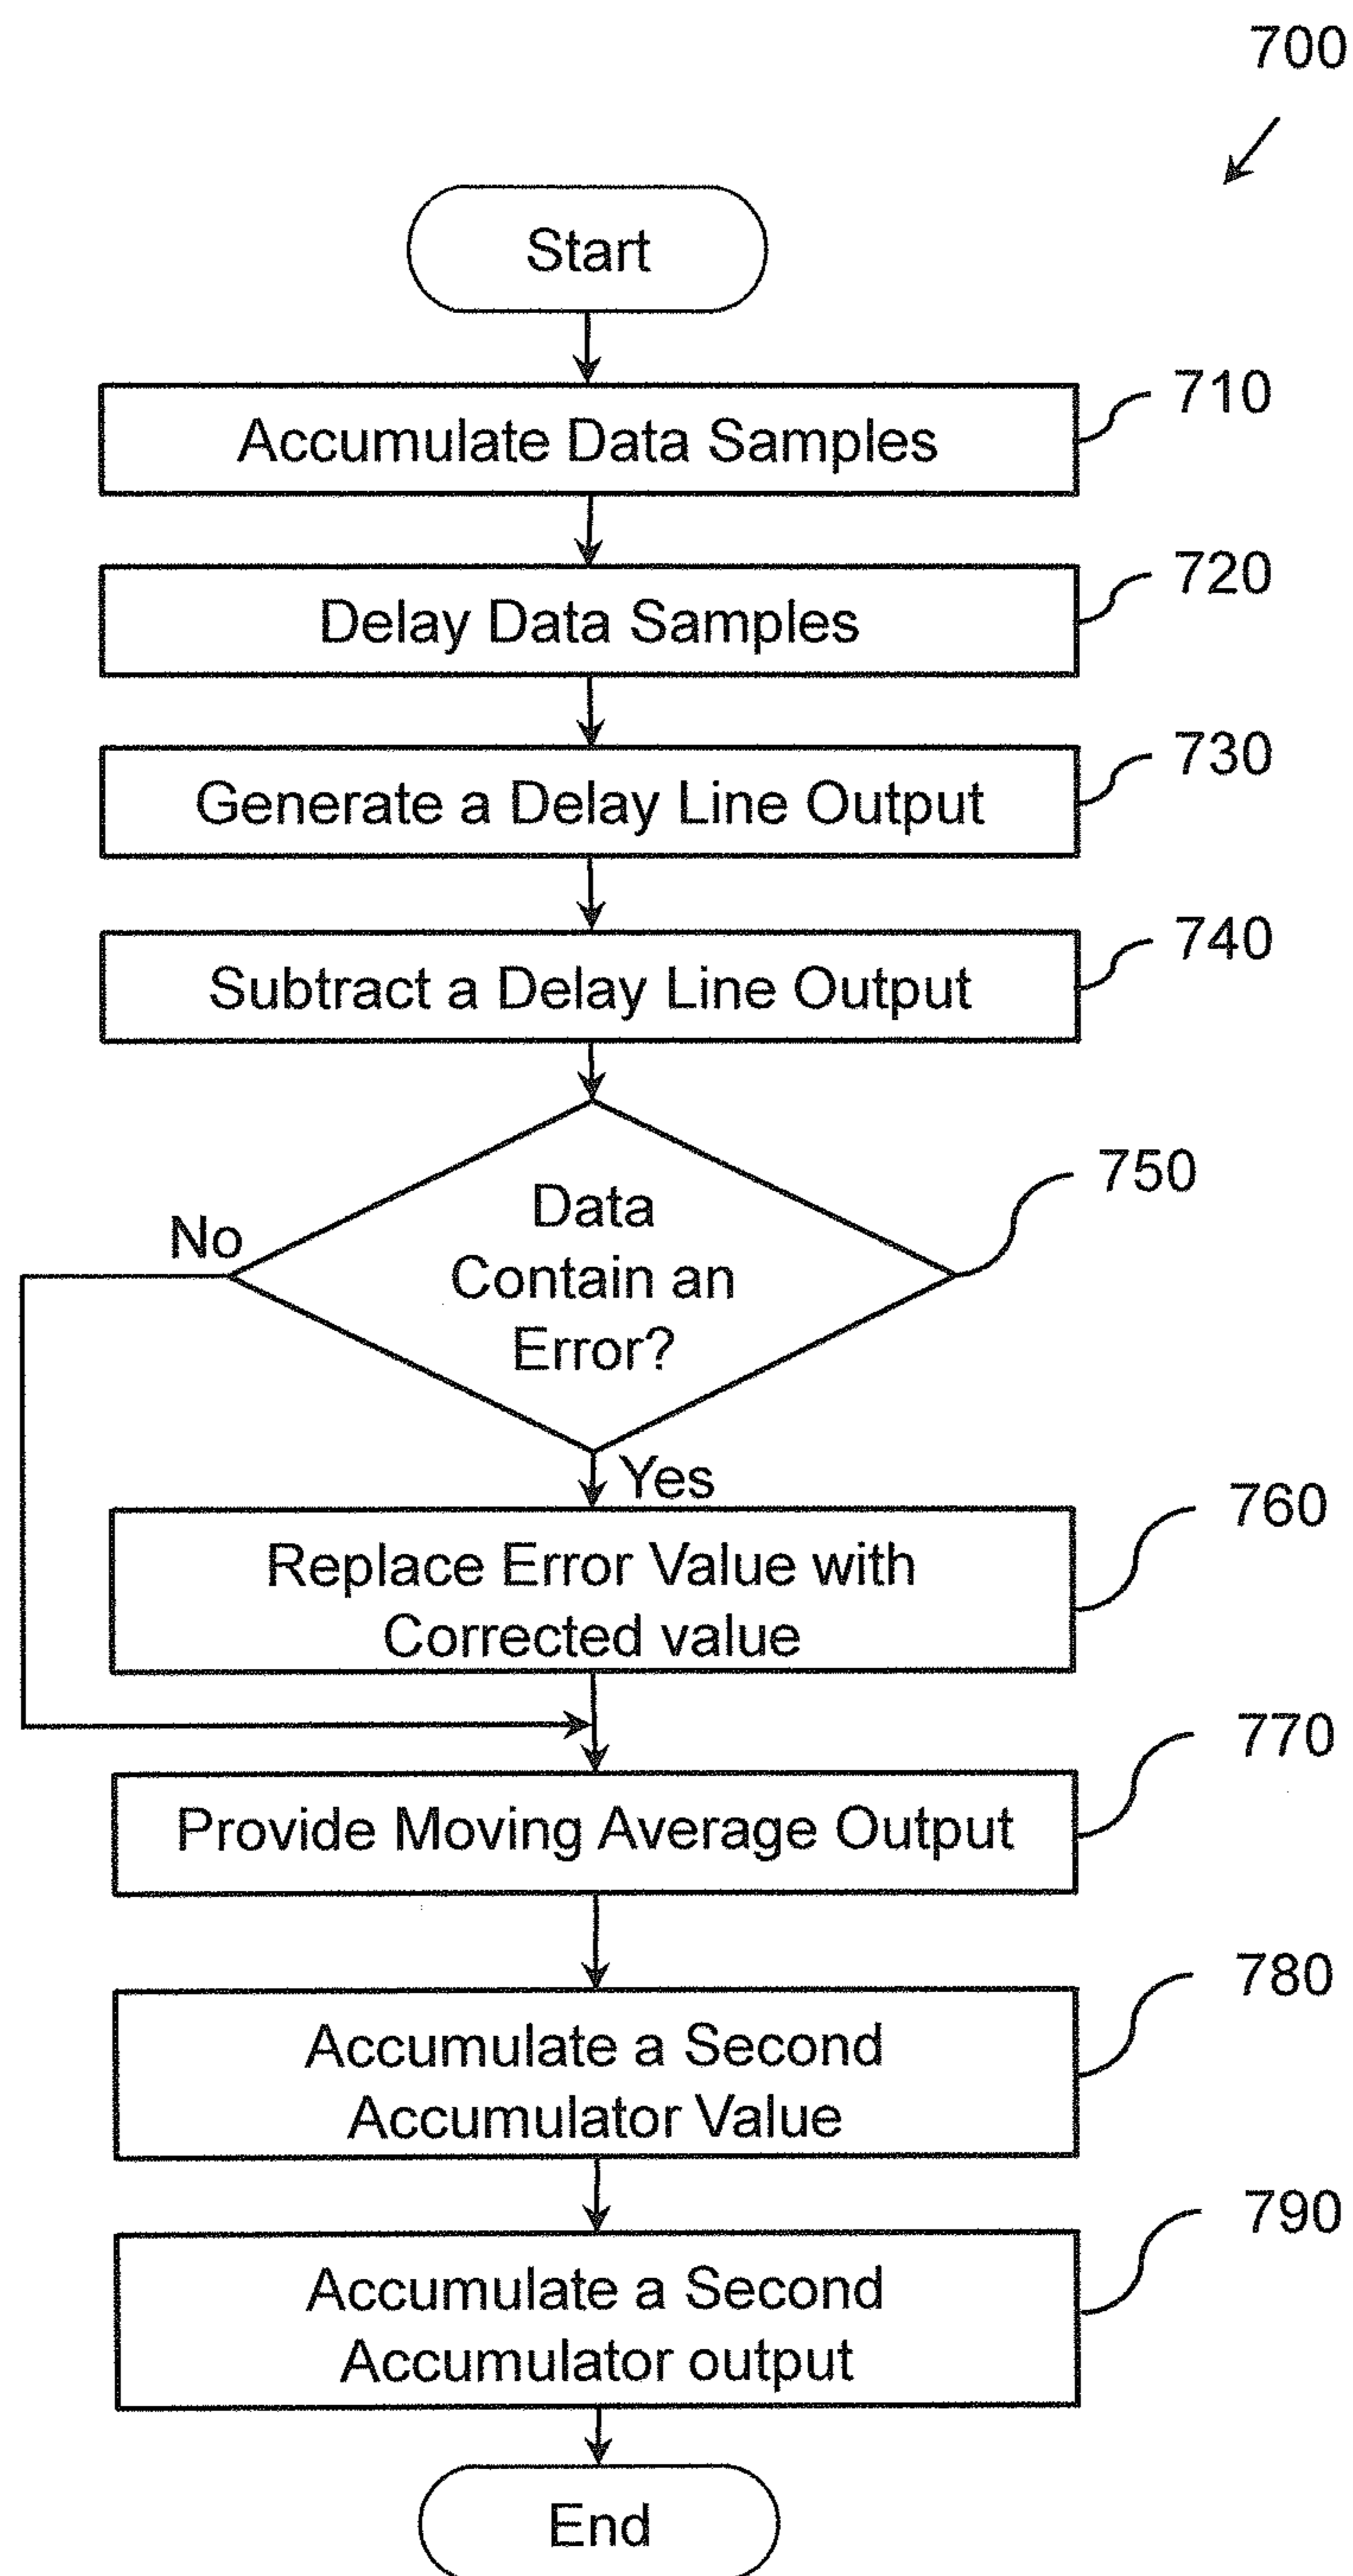 700
Start
Accumulate Data Samples
710
Delay Data Samples
720
Generate a Delay Line Output
730
Subtract a Delay Line Output
740
Data
Contain an
Error?
750
No
Yes
Replace Error Value with
Corrected value
760
Provide Moving Average Output
770
Accumulate a Second
Accumulator Value
780
Accumulate a Second
Accumulator output
790
End